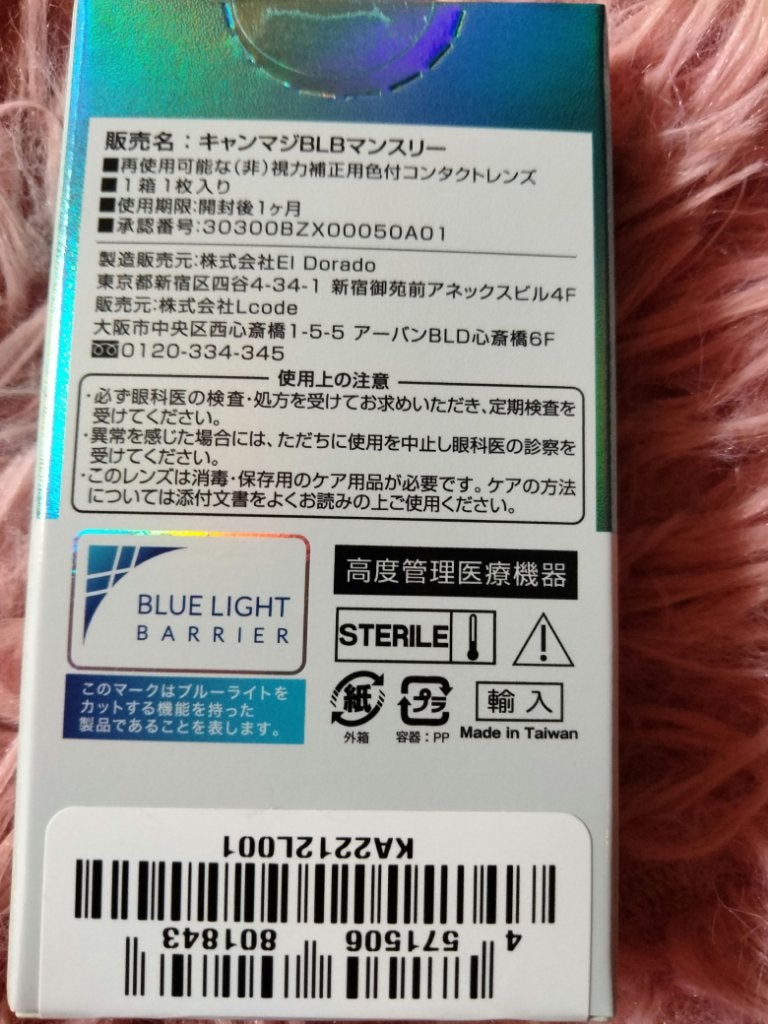 販売名：キャンマジBLBマンスリー
■再使用可能な(非)視力補正用色付コンタクトレンズ
■1箱1枚入り
■使用期限:開封後1ヶ月
■承認番号:30300BZX00050A01
製造販売元:株式会社El Dorado
東京都新宿区四谷4-34-1 新宿御苑前アネックスビル4F
販売元:株式会社Lcode
大阪市中央区西心斎橋1-5-5 アーバンBLD心斎橋6F
0120-334-345
使用上の注意
・必ず眼科医の検査・処方を受けてお求めいただき、定期検査を
受けてください。
・異常を感じた場合には、ただちに使用を中止し眼科医の診察を
受けてください。
・このレンズは消毒・保存用のケア用品が必要です。ケアの方法
については添付文書をよくお読みの上ご使用ください。
BLUE LIGHT
BARRIER
このマークはブルーライトを
カットする機能を持った
製品であることを表します。
高度管理医療機器
STERILE
紙
外箱
プラ
容器：PP
輸入
Made in Taiwan
KA2212L001
4 571506 801843